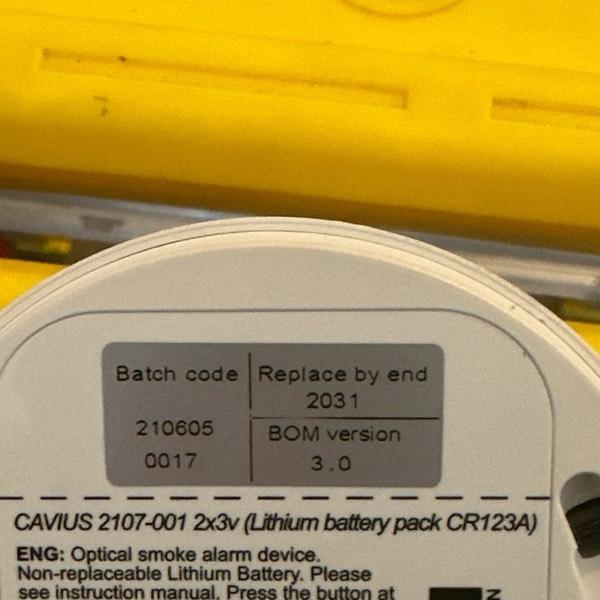 Batch code
210605
0017
Replace by end
2031
BOM version
3.0
CAVIUS 2107-001 2x3v (Lithium battery pack CR123A)
ENG: Optical smoke alarm device.
Non-replaceable Lithium Battery. Please
see instruction manual. Press the button at
N